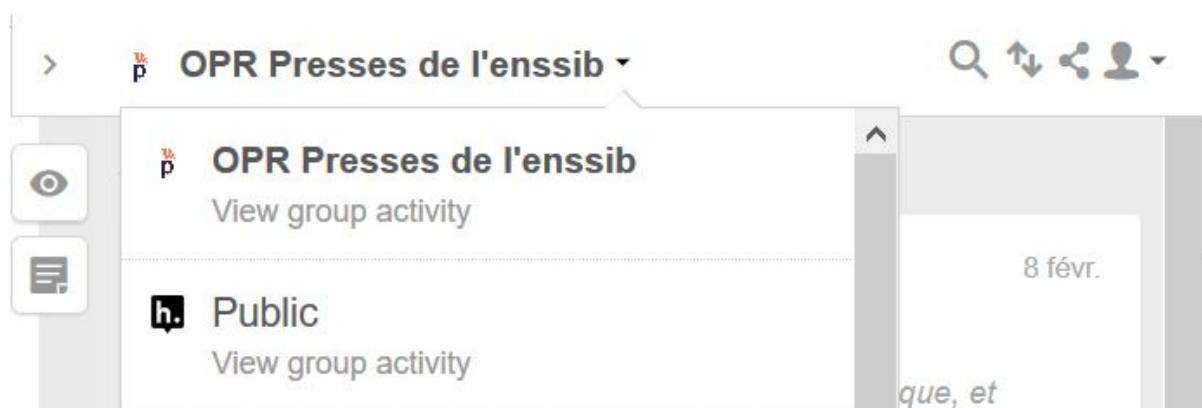 OPR Presses de l'enssib
OPR Presses de l'enssib
View group activity
8 févr.
h. Public
View group activity
que, et